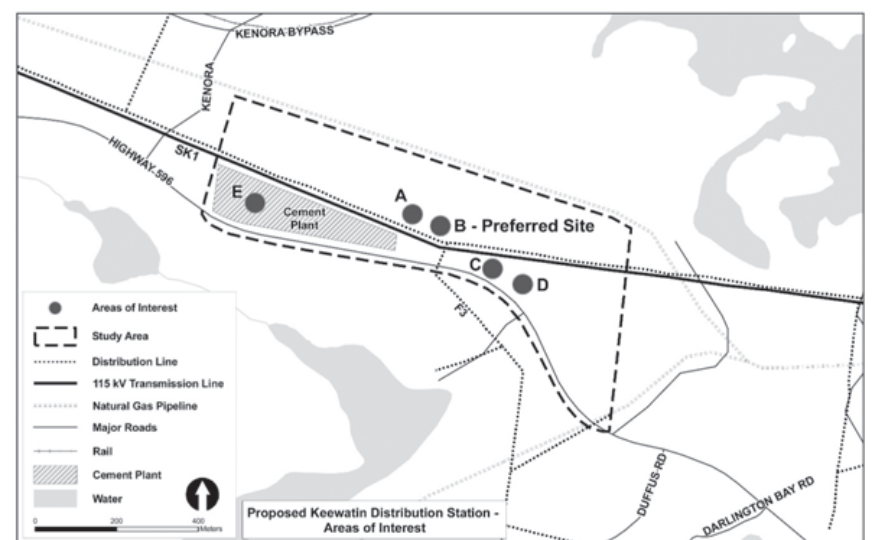 KENORA BYPASS
KENORA
SK1
HIGHWAY 596
E
Cement
Plant
A
B - Preferred Site
C
D
F3
Areas of Interest
Study Area
Distribution Line
115 kV Transmission Line
Natural Gas Pipeline
Major Roads
Rail
Cement Plant
Water
0 200 400
Meters
Proposed Keewatin Distribution Station -
Areas of Interest
DUFFUS RD
DARLINGTON BAY RD